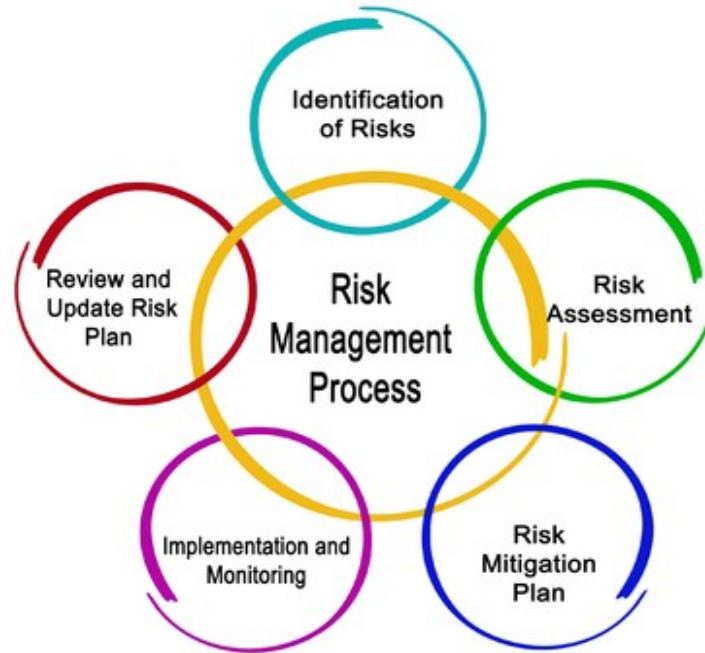 Identification
of Risks
Risk
Assessment
Risk
Mitigation
Plan
Implementation and
Monitoring
Review and
Update Risk
Plan
Risk
Management
Process